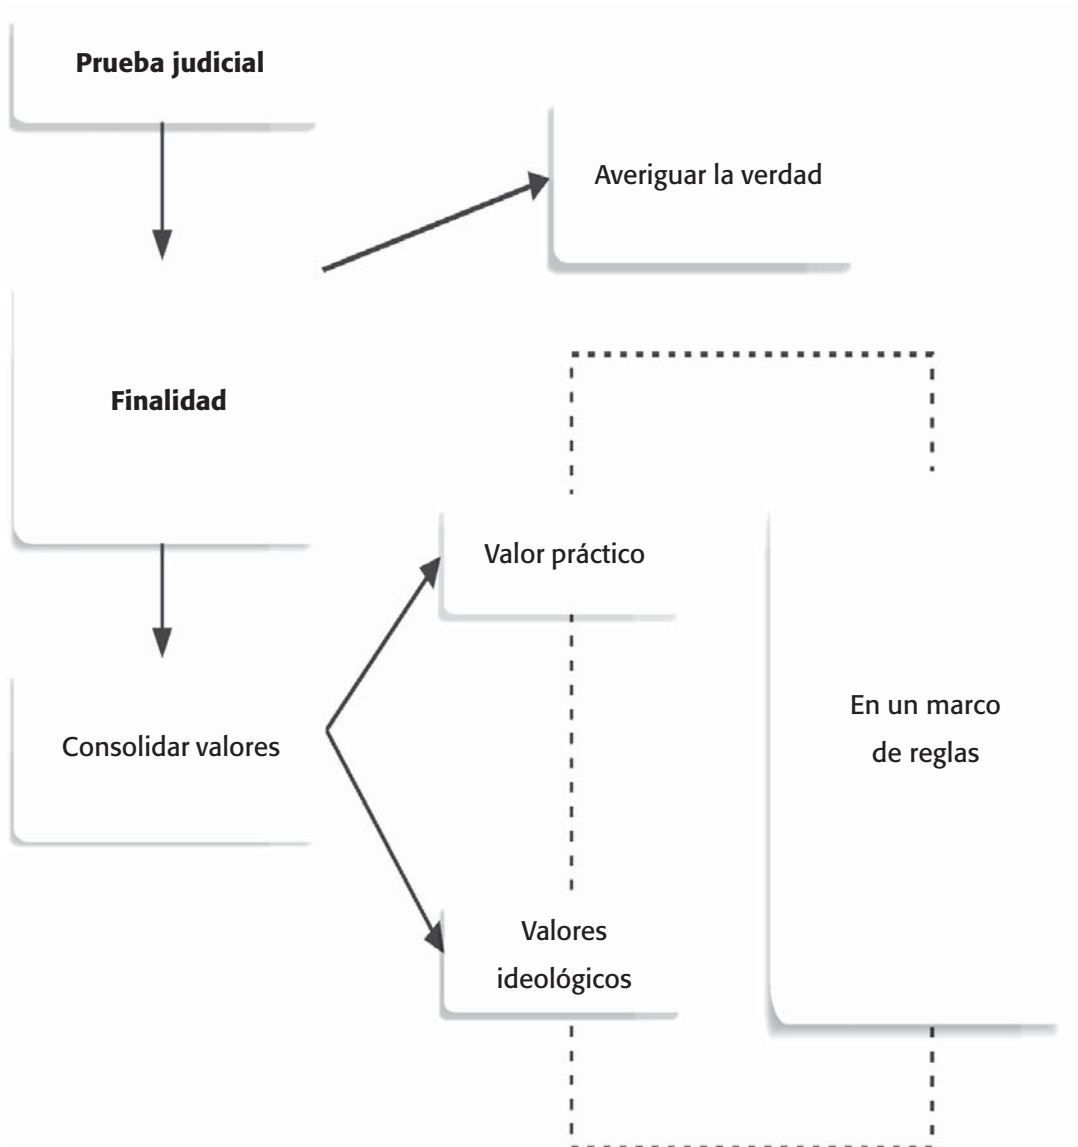 Prueba judicial
Averiguar la verdad
Finalidad
Valor práctico
En un marco
de reglas
Consolidar valores
Valores
ideológicos